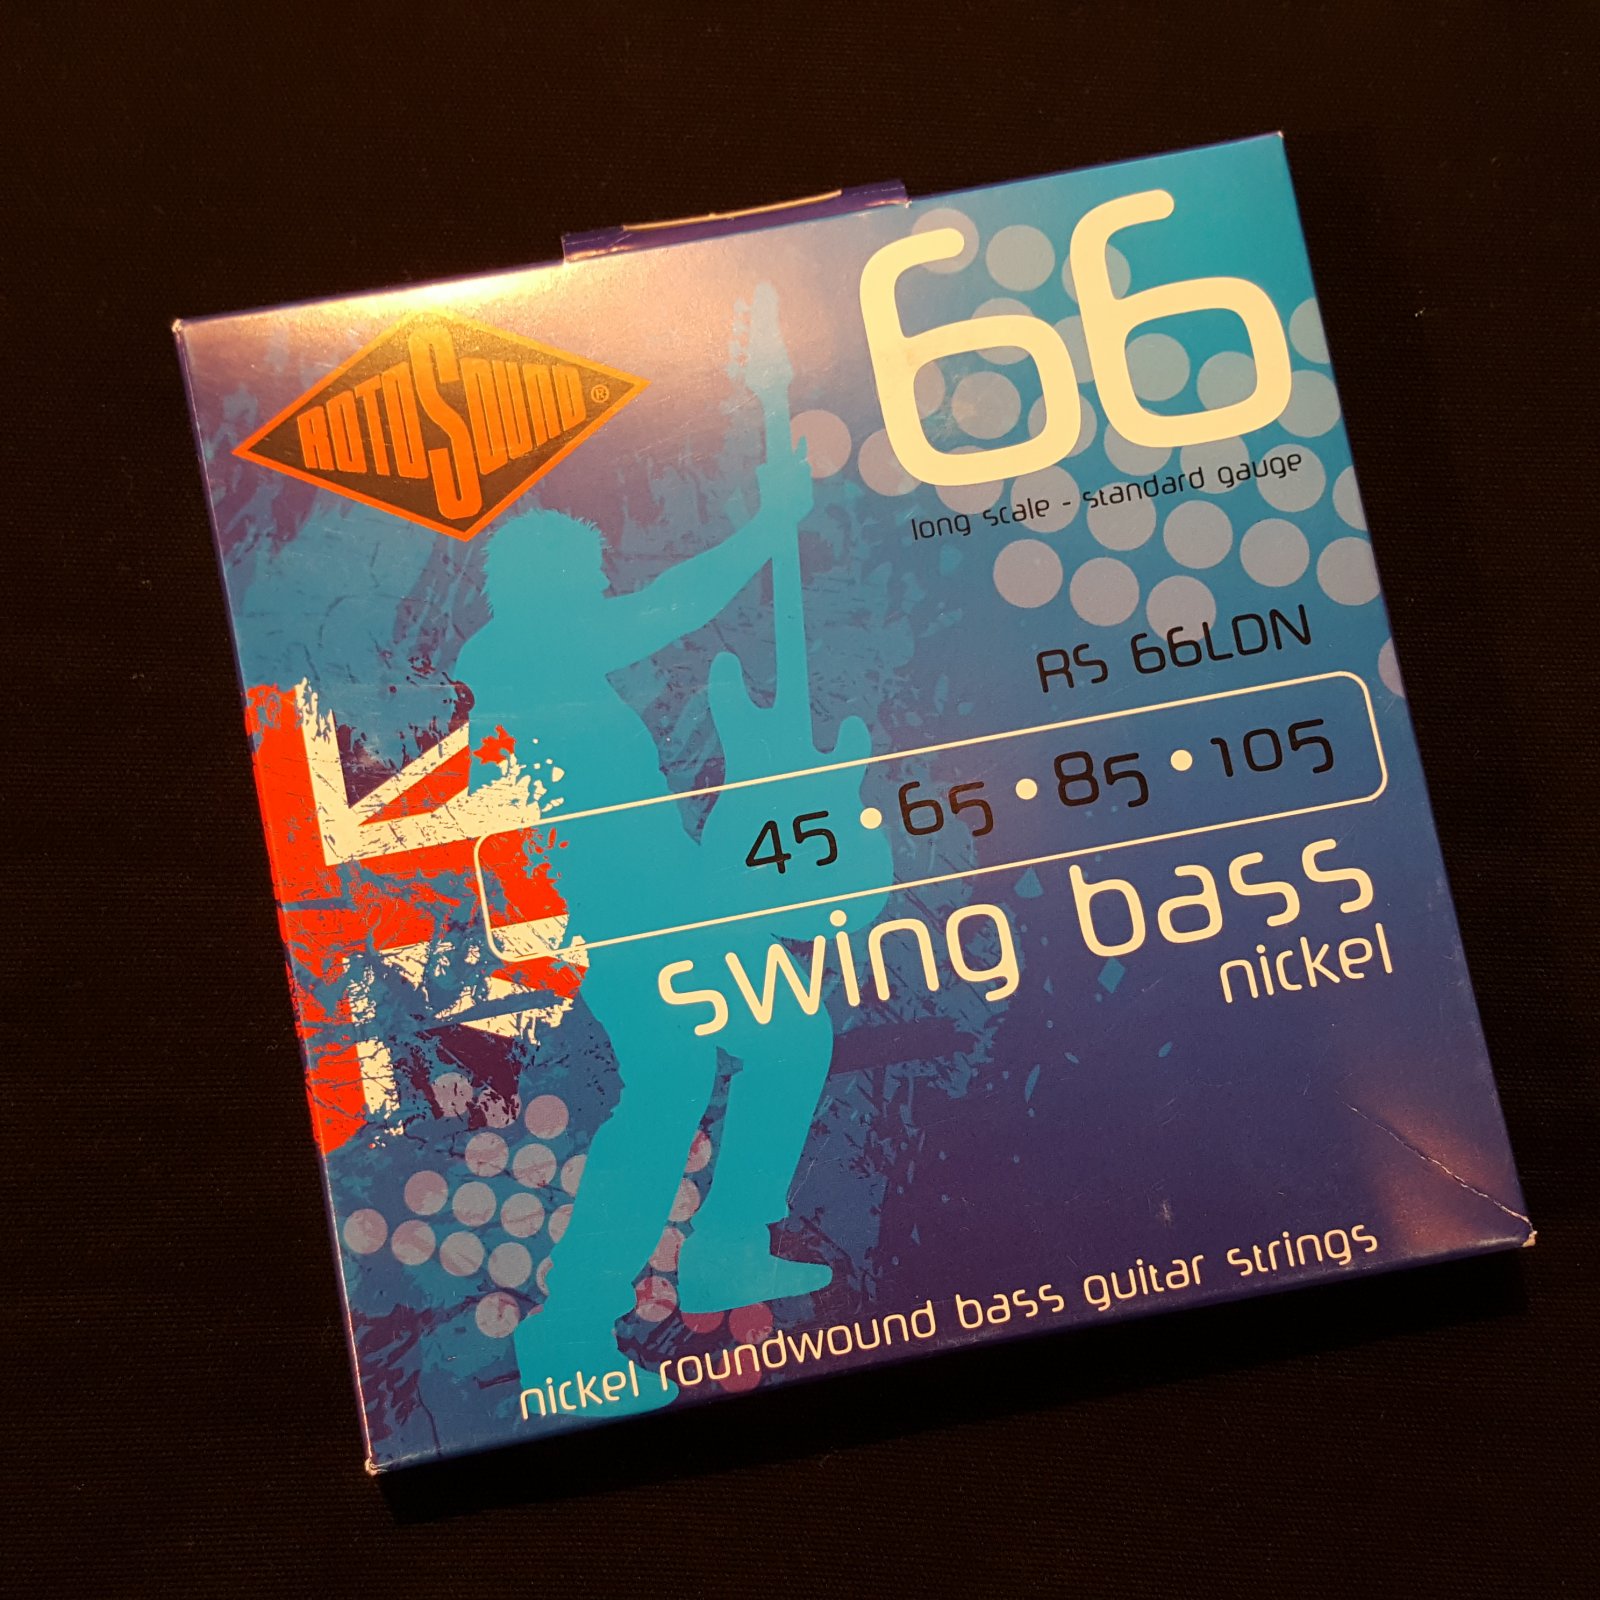 ROTOSOUND®
66
long scale - standard gauge
RS 66LDN
45 • 65 • 85 • 105
swing bass
nickel
nickel roundwound bass guitar strings